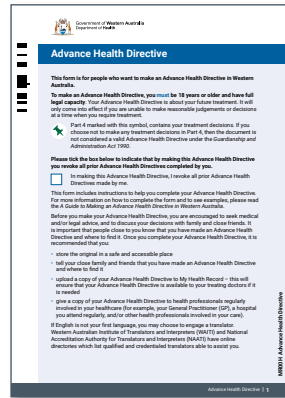 Government of Western Australia
Department of Health
Advance Health Directive
This form is for people who want to make an Advance Health Directive in Western
Australia.
To make an Advance Health Directive, you must be 18 years or older and have full
legal capacity. Your Advance Health Directive is about your future treatment. It will
only come into effect if you are unable to make reasonable judgements or decisions
at a time when you require treatment.
Part 4 marked with this symbol, contains your treatment decisions. If you
choose not to make any treatment decisions in Part 4, then the document is
not considered a valid Advance Health Directive under the Guardianship and
Administration Act 1990.
Please tick the box below to indicate that by making this Advance Health Directive
you revoke all prior Advance Health Directives completed by you.
In making this Advance Health Directive, I revoke all prior Advance Health
Directives made by me.
This form includes instructions to help you complete your Advance Health Directive.
For more information on how to complete the form and to see examples, please read
the A Guide to Making an Advance Health Directive in Western Australia.
Before you make your Advance Health Directive, you are encouraged to seek medical
and/or legal advice, and to discuss your decisions with family and close friends. It
is important that people close to you know that you have made an Advance Health
Directive and where to find it. Once you complete your Advance Health Directive, it is
recommended that you:
• store the original in a safe and accessible place
• tell your close family and friends that you have made an Advance Health Directive
and where to find it
• upload a copy of your Advance Health Directive to My Health Record – this will
ensure that your Advance Health Directive is available to your treating doctors if it
is needed
• give a copy of your Advance Health Directive to health professionals regularly
involved in your healthcare (for example, your General Practitioner (GP), a hospital
you attend regularly, and/or other health professionals involved in your care).
If English is not your first language, you may choose to engage a translator.
Western Australian Institute of Translators and Interpreters (WAITI) and National
Accreditation Authority for Translators and Interpreters (NAATI) have online
directories which list qualified and credentialed translators able to assist you.
MR00H Advance Health Directive
Advance Health Directive | 1